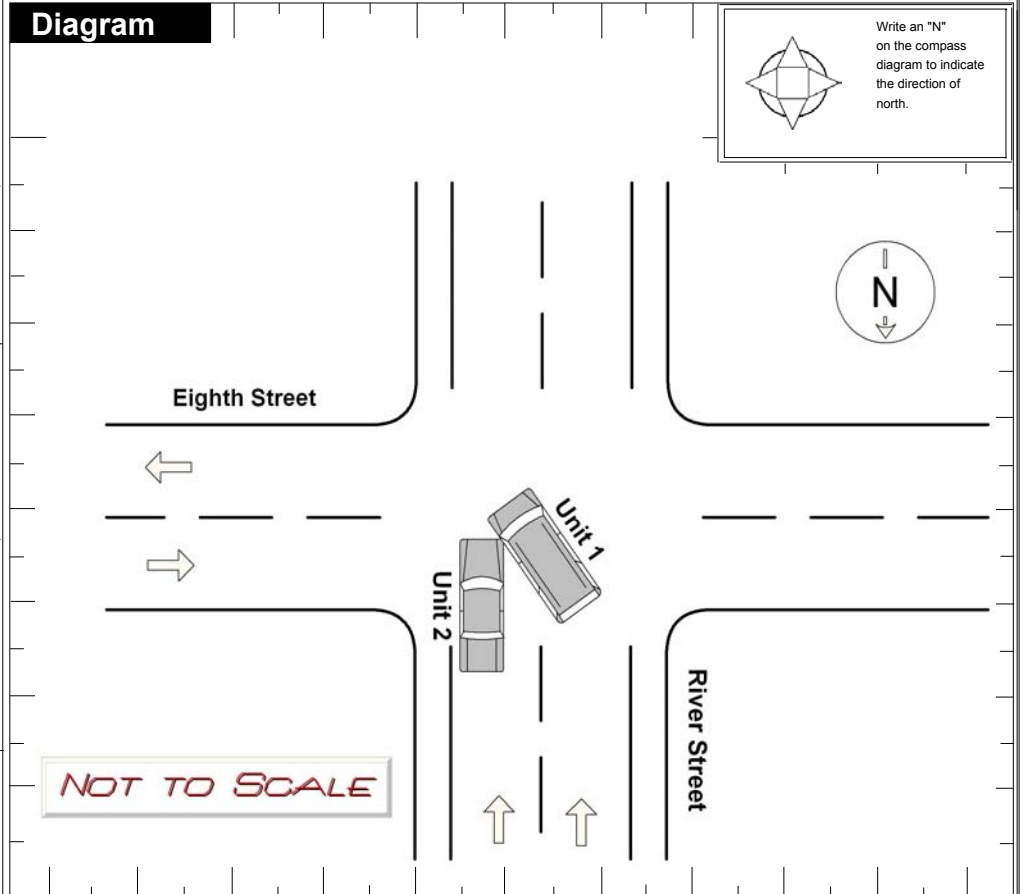 Diagram
Write an "N"
on the compass
diagram to indicate
the direction of
north.
N
Eighth Street
Unit 1
Unit 2
River Street
NOT TO SCALE